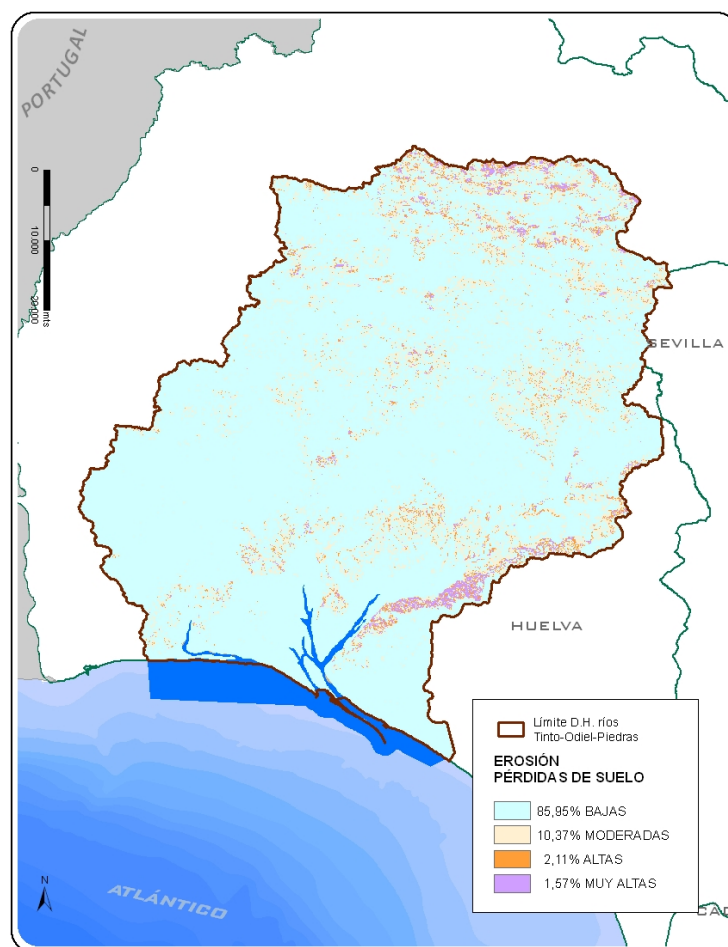 PORTUGAL
0
10.000
20.000
mts
SEVILLA
HUELVA
Límite D.H. ríos
Tinto-Odiel-Piedras
EROSIÓN
PÉRDIDAS DE SUELO
85,95% BAJAS
10,37% MODERADAS
2,11% ALTAS
1,57% MUY ALTAS
N
ATLÁNTICO
CAD